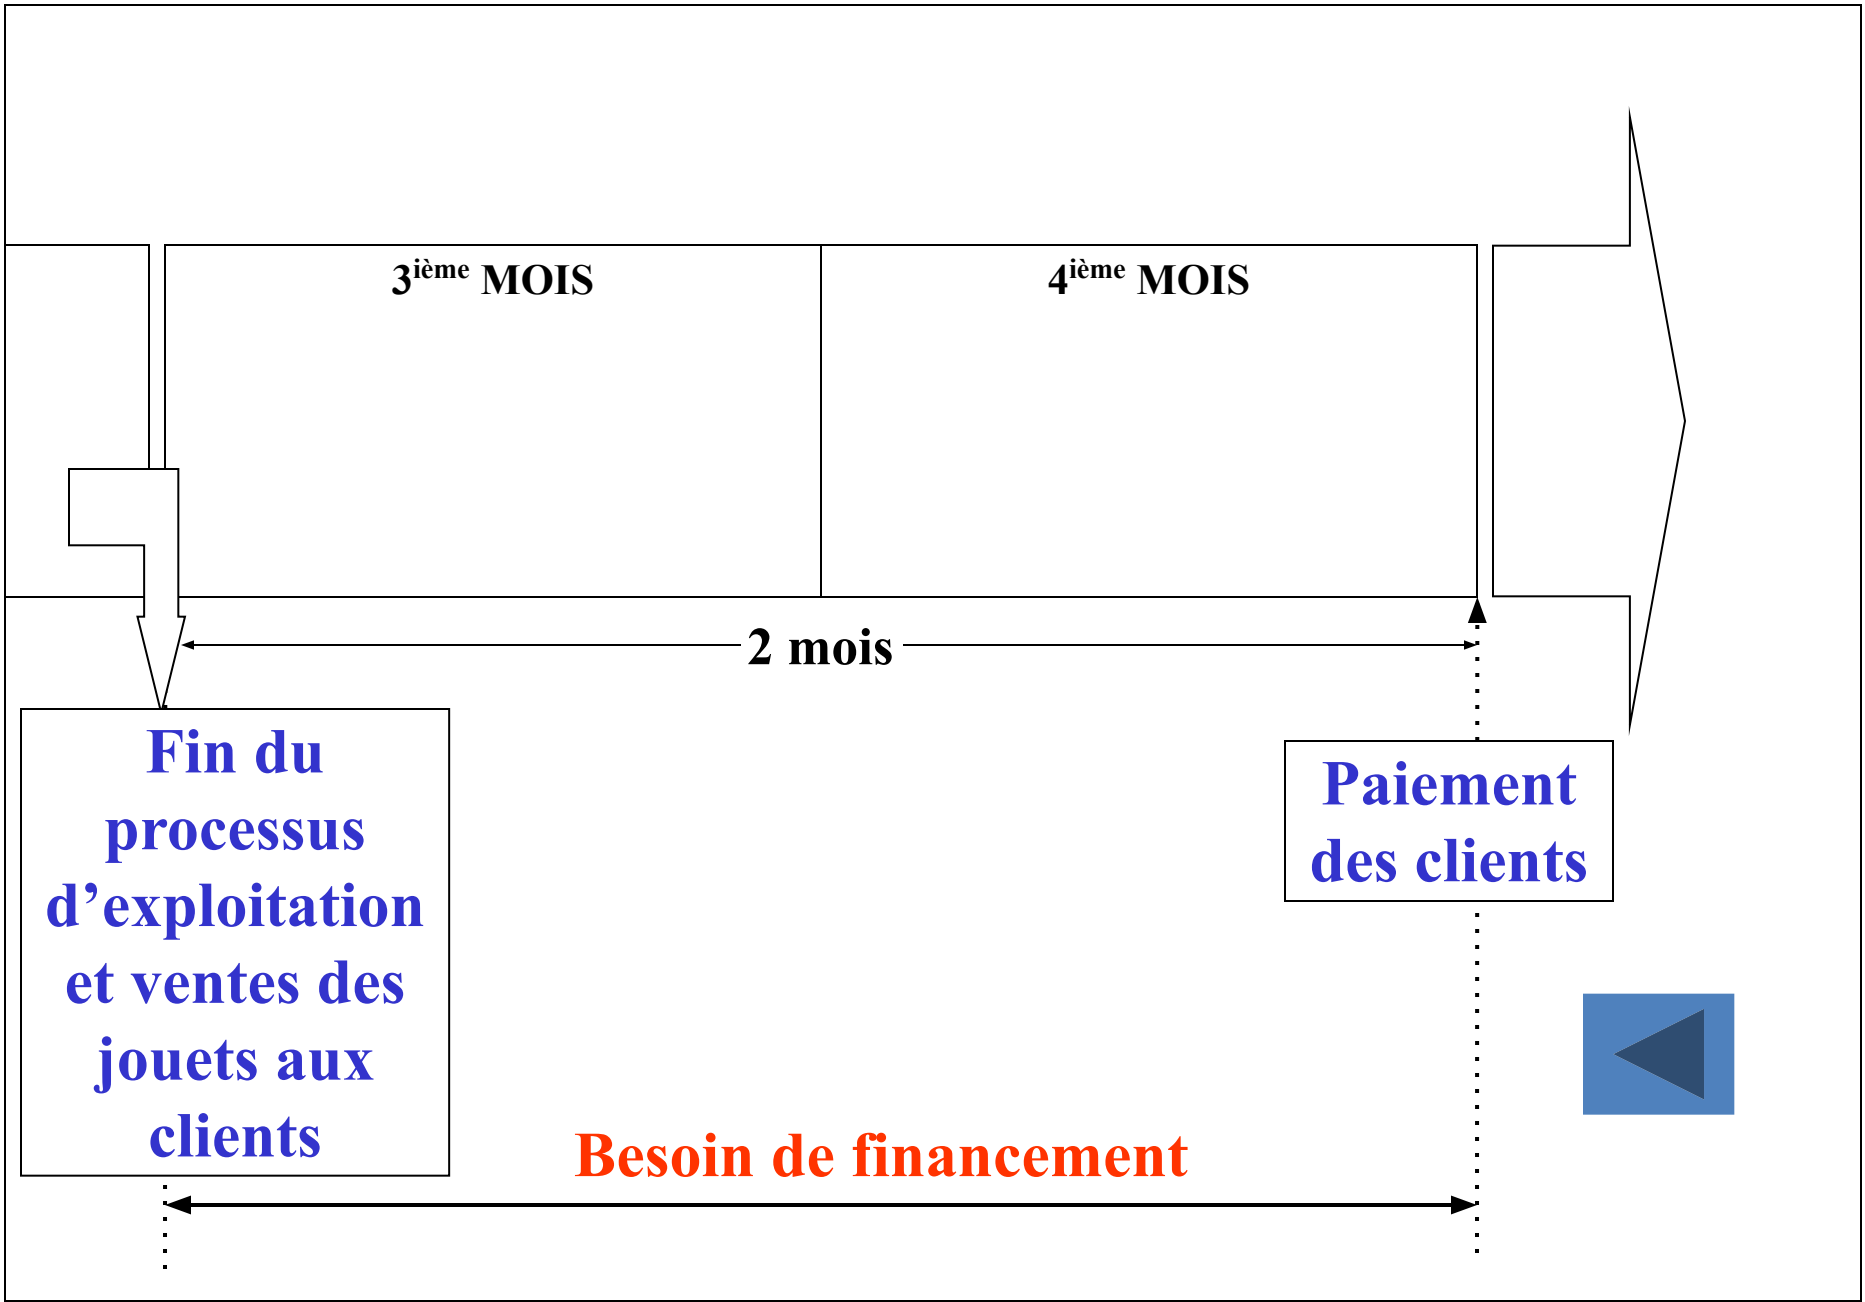 3ième MOIS
4ième MOIS
2 mois
Fin du
processus
d’exploitation
et ventes des
jouets aux
clients
Paiement
des clients
Besoin de financement